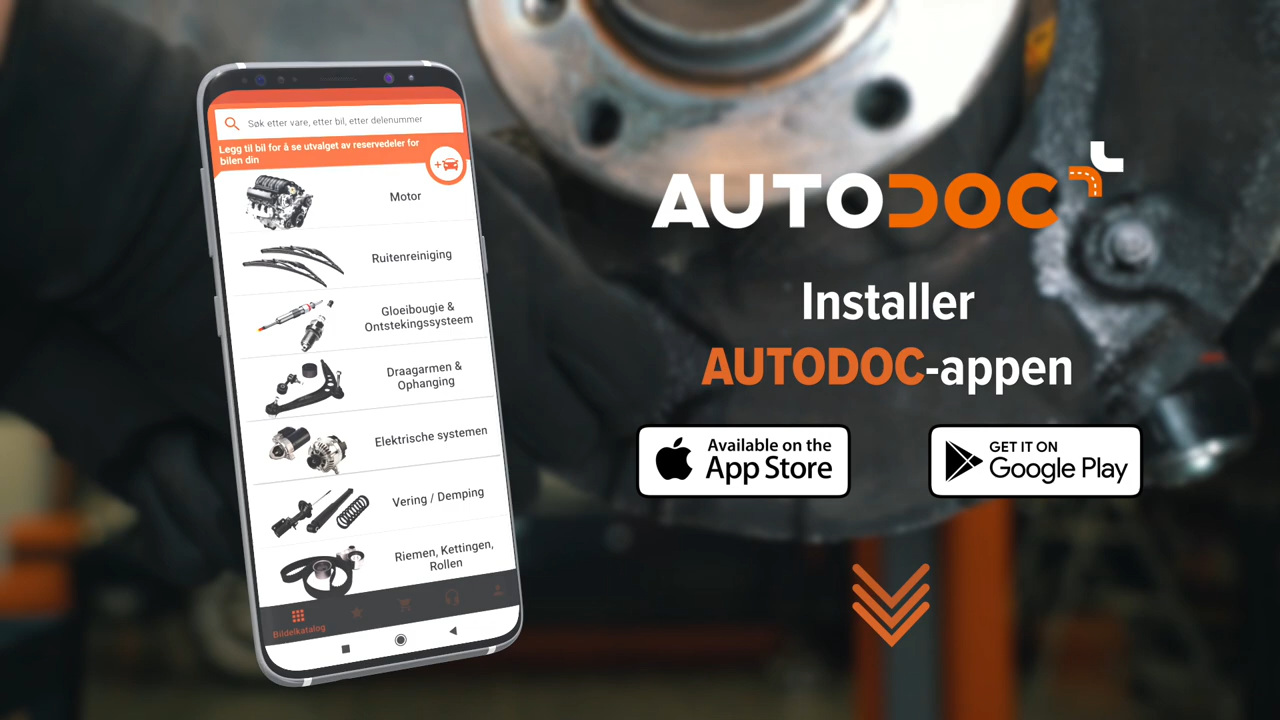 Søk etter vare, etter bil, etter delenummer
Legg til bil for å se utvalget av reservedeler for
bilen din
Motor
Ruitenreiniging
Gloeibougie &
Ontstekingssysteem
Draagarmen &
Ophanging
Elektrische systemen
Vering / Demping
Riemen, Kettingen,
Rollen
Bildelkatalog
AUTODOC
Installer
AUTODOC-appen
Available on the
App Store
GET IT ON
Google Play